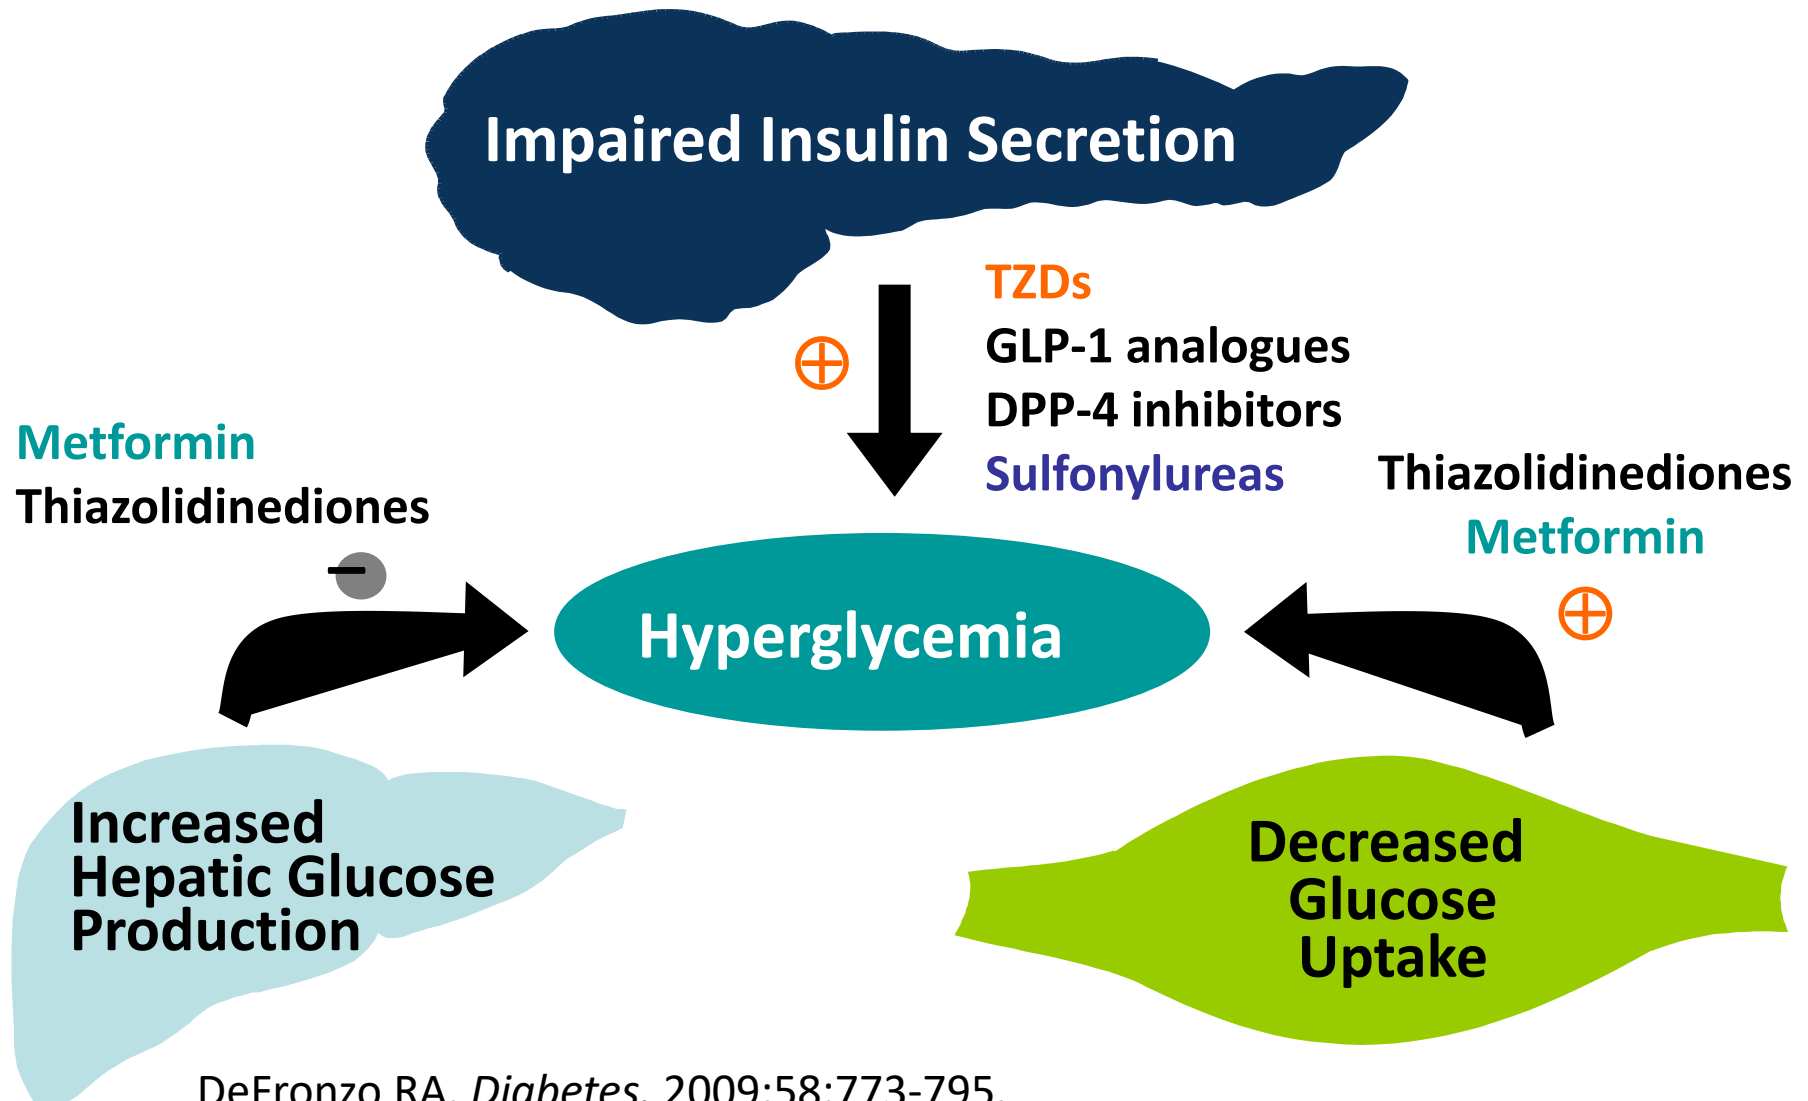 Impaired Insulin Secretion
TZDs
GLP-1 analogues
DPP-4 inhibitors
Sulfonylureas
Metformin
Thiazolidinediones
Thiazolidinediones
Metformin
Hyperglycemia
Increased
Hepatic Glucose
Production
Decreased
Glucose
Uptake
DeFronzo RA. Diabetes. 2009;58:773-795.